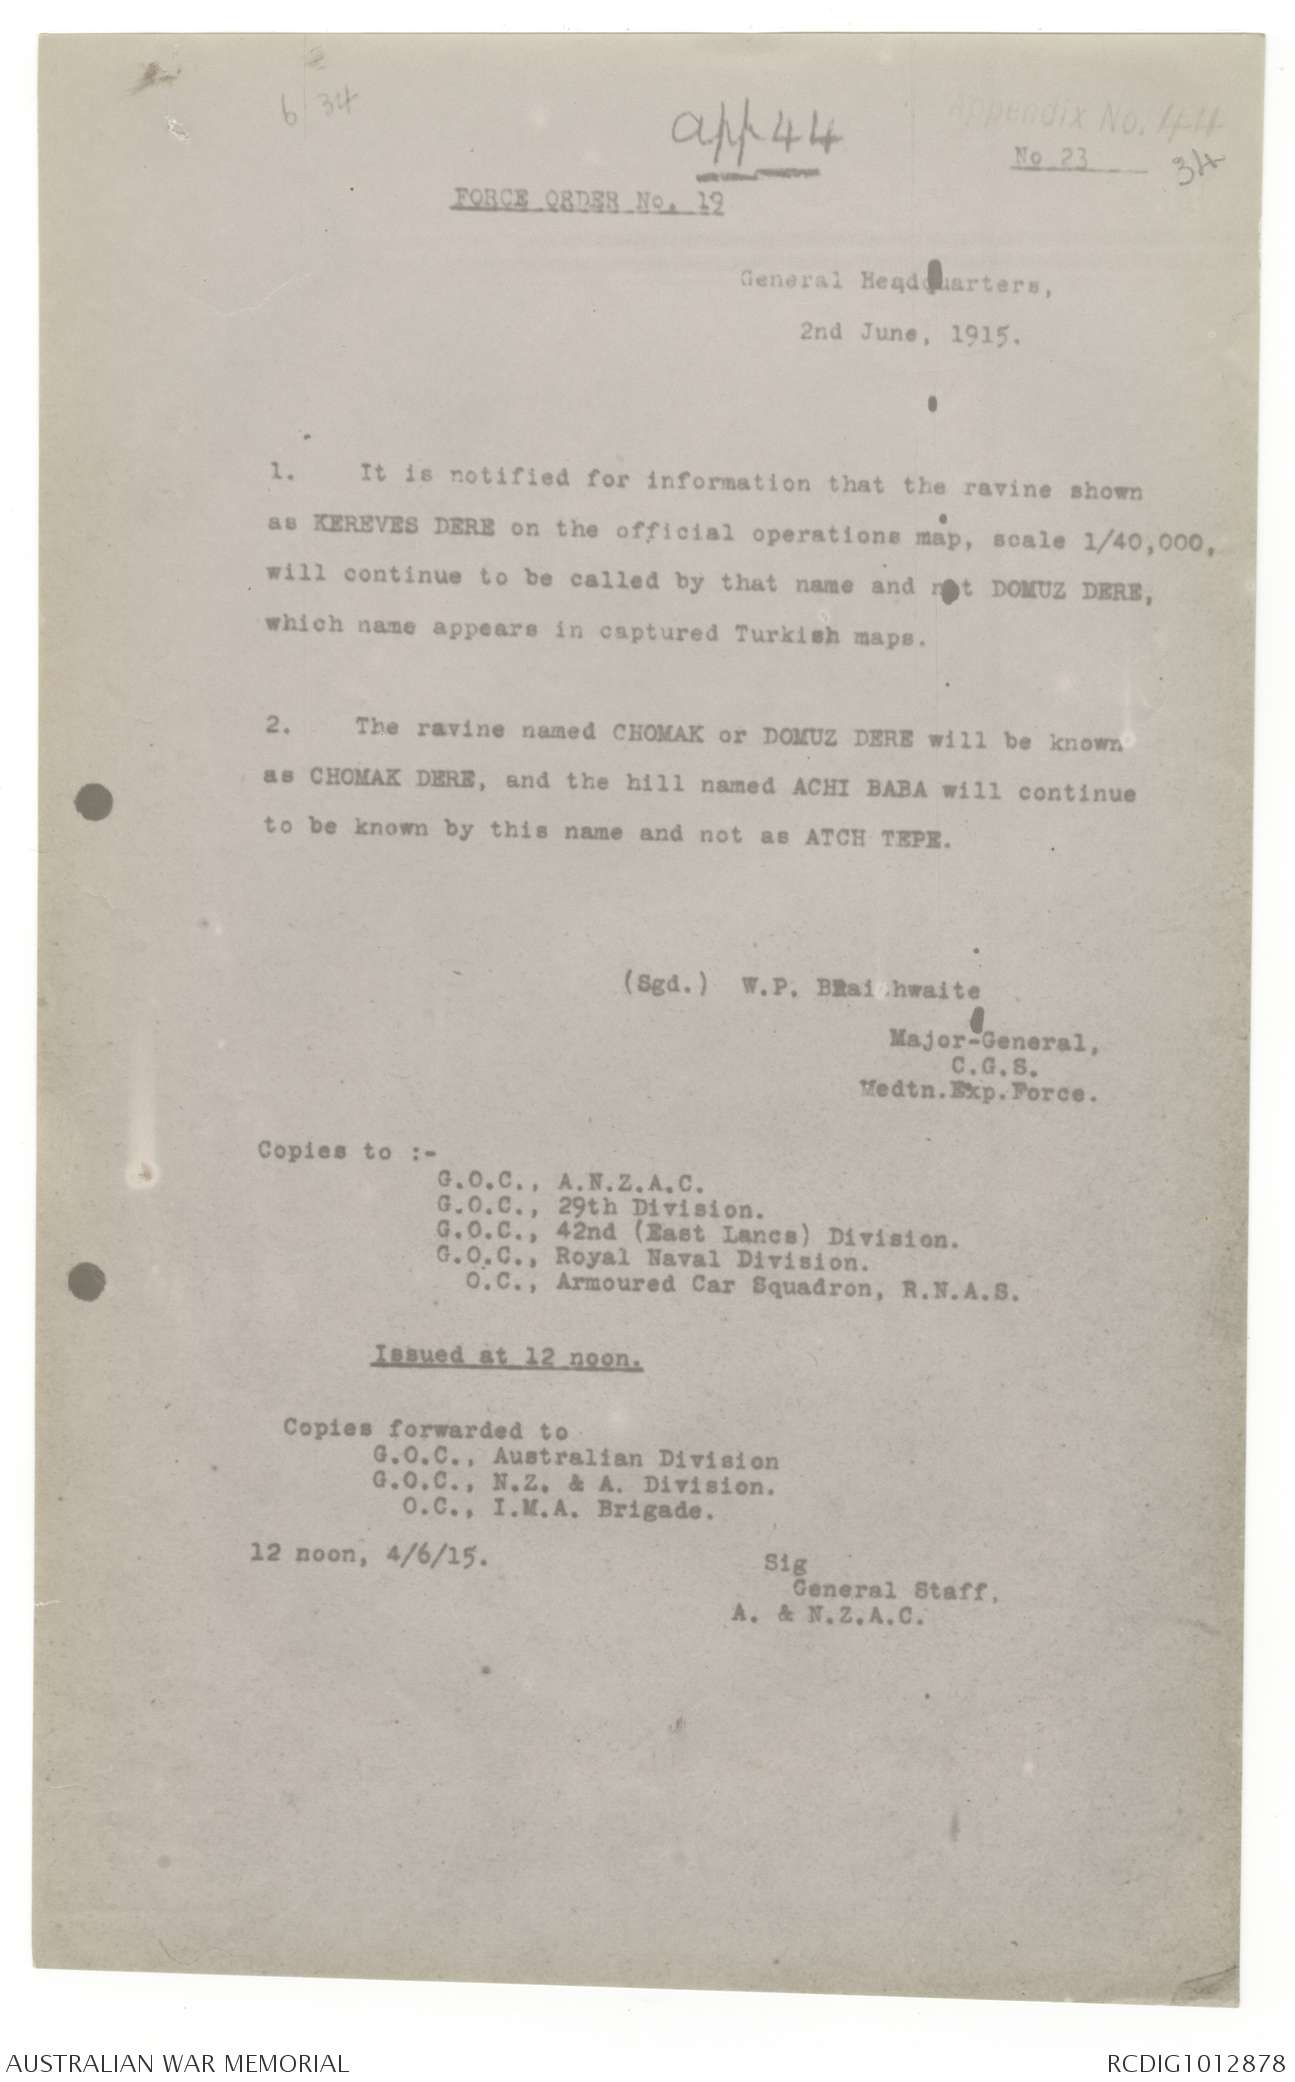 6 34
app 44
Appendix No. 44
No 23
34
FORCE ORDER No. 19
General Headquarters,
2nd June, 1915.
1. It is notified for information that the ravine shown
as KEREVES DERE on the official operations map, scale 1/40,000,
will continue to be called by that name and not DOMUZ DERE,
which name appears in captured Turkish maps.
2. The ravine named CHOMAK or DOMUZ DERE will be known
as CHOMAK DERE, and the hill named ACHI BABA will continue
to be known by this name and not as ATCH TEPE.
(Sgd.) W.P. BRaithwaite
Major-General,
C.G.S.
Medtn.Exp.Force.
Copies to :-
G.O.C., A.N.Z.A.C.
G.O.C., 29th Division.
G.O.C., 42nd (East Lancs) Division.
G.O.C., Royal Naval Division.
O.C., Armoured Car Squadron, R.N.A.S.
Issued at 12 noon.
Copies forwarded to
G.O.C., Australian Division
G.O.C., N.Z. & A. Division.
O.C., I.M.A. Brigade.
12 noon, 4/6/15.
Sig
General Staff,
A. & N.Z.A.C.
AUSTRALIAN WAR MEMORIAL
RCDIG1012878